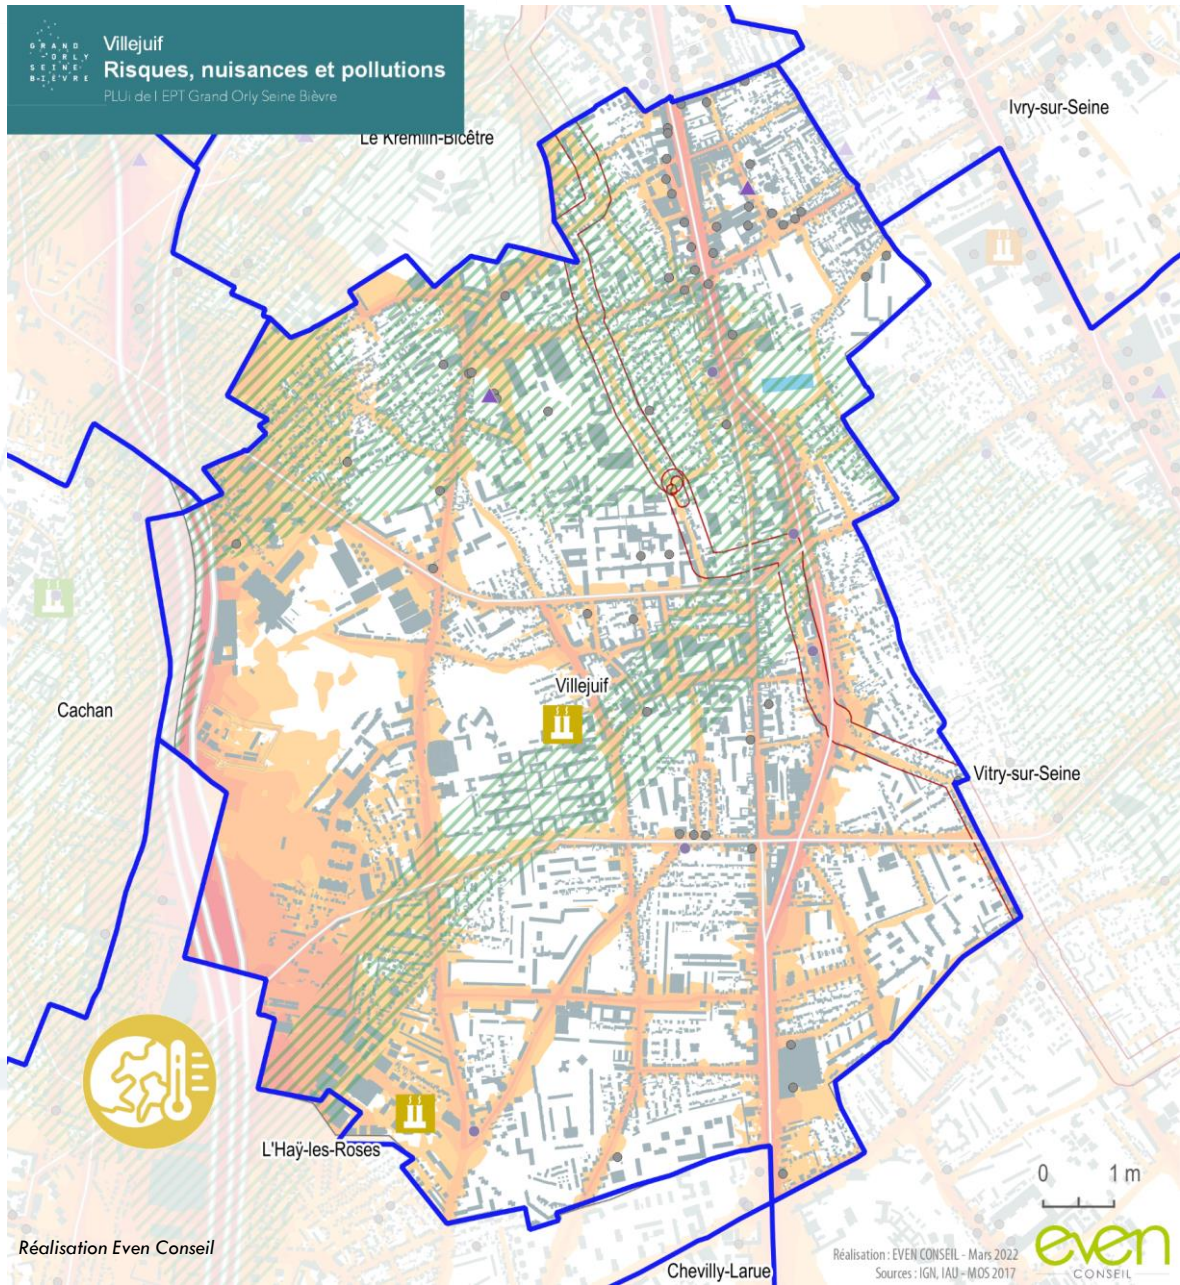 GRAND
ORLY
SEINE
BIÈVRE
Villejuif
Risques, nuisances et pollutions
PLUi de l EPT Grand Orly Seine Bièvre
Le Kremlin-Bicêtre
Ivry-sur-Seine
Villejuif
Cachan
Vitry-sur-Seine
L'Haÿ-les-Roses
0 1 m
Réalisation Even Conseil
Réalisation : EVEN CONSEIL - Mars 2022
Sources : IGN, IAU - MOS 2017
even
CONSEIL
Chevilly-Larue